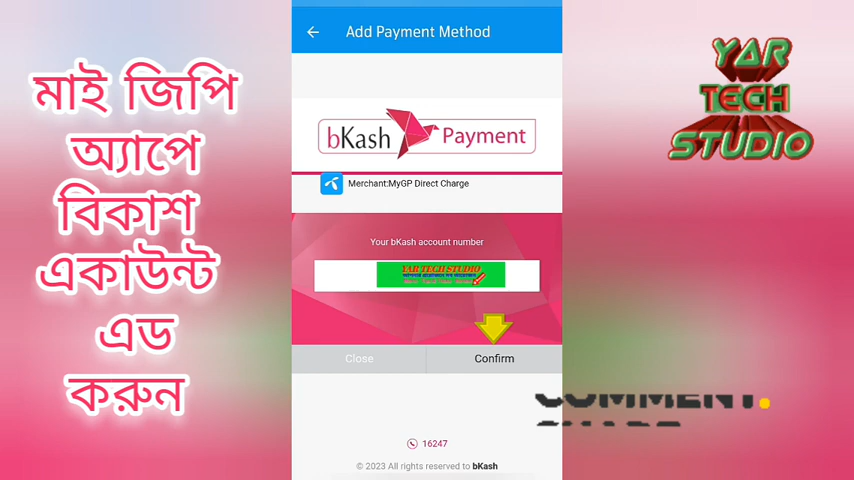 মাই জিপি
অ্যাপে
বিকাশ
একাউন্ট
এড
করুন
Add Payment Method
bKash Payment
Merchant:MyGP Direct Charge
Your bKash account number
YAR TECH STUDIO
Close
Confirm
16247
© 2023 All rights reserved to bKash
YAR
TECH
STUDIO
COMMENT.